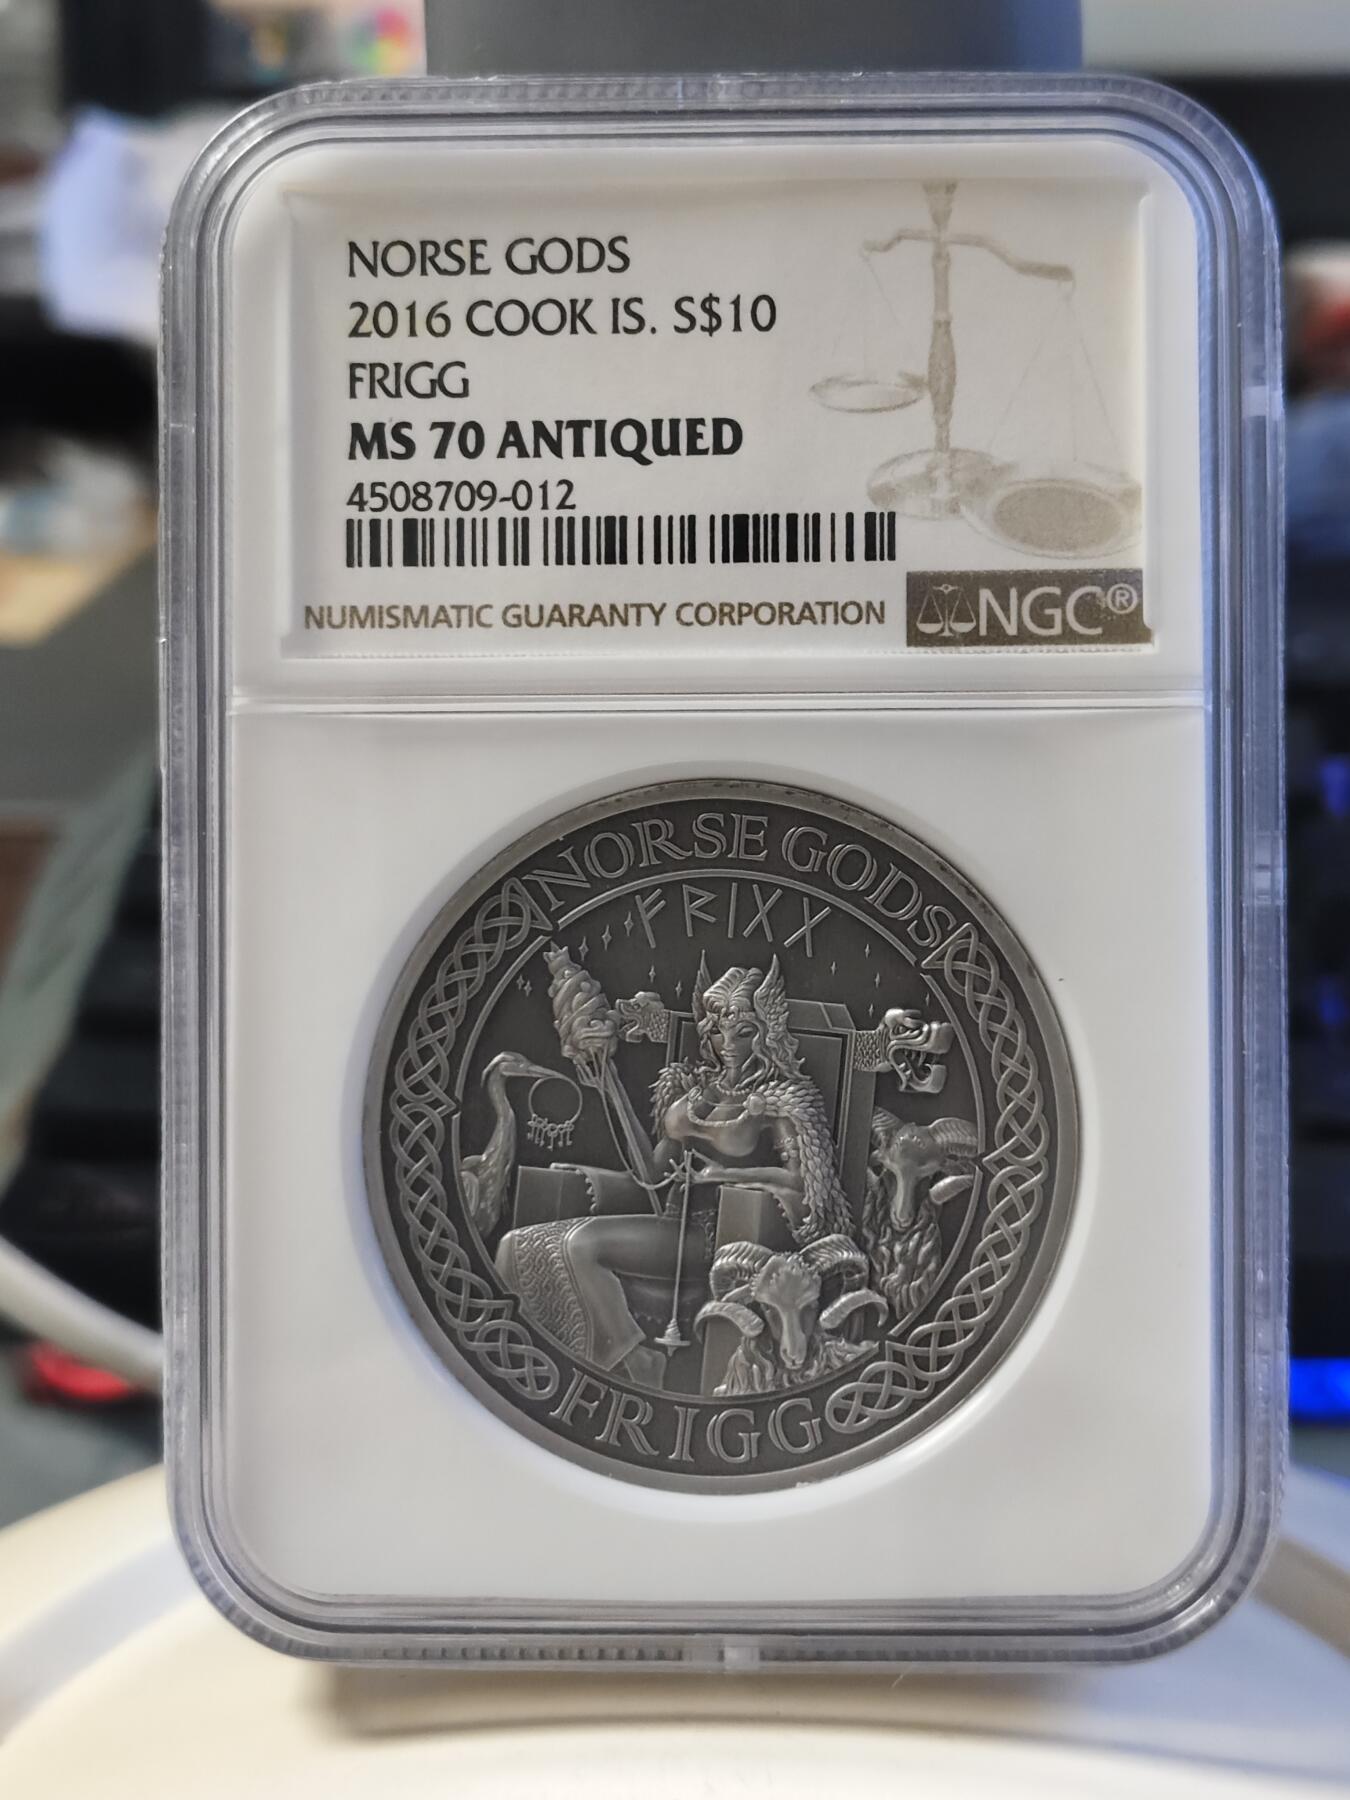 NORSE GODS
2016 COOK IS. S$10
FRIGG
MS 70 ANTIQUED
4508709-012
NUMISMATIC GUARANTY CORPORATION
NGC®
NORSE GODS
ᚠᚱᛁᚷᚷ
FRIGG